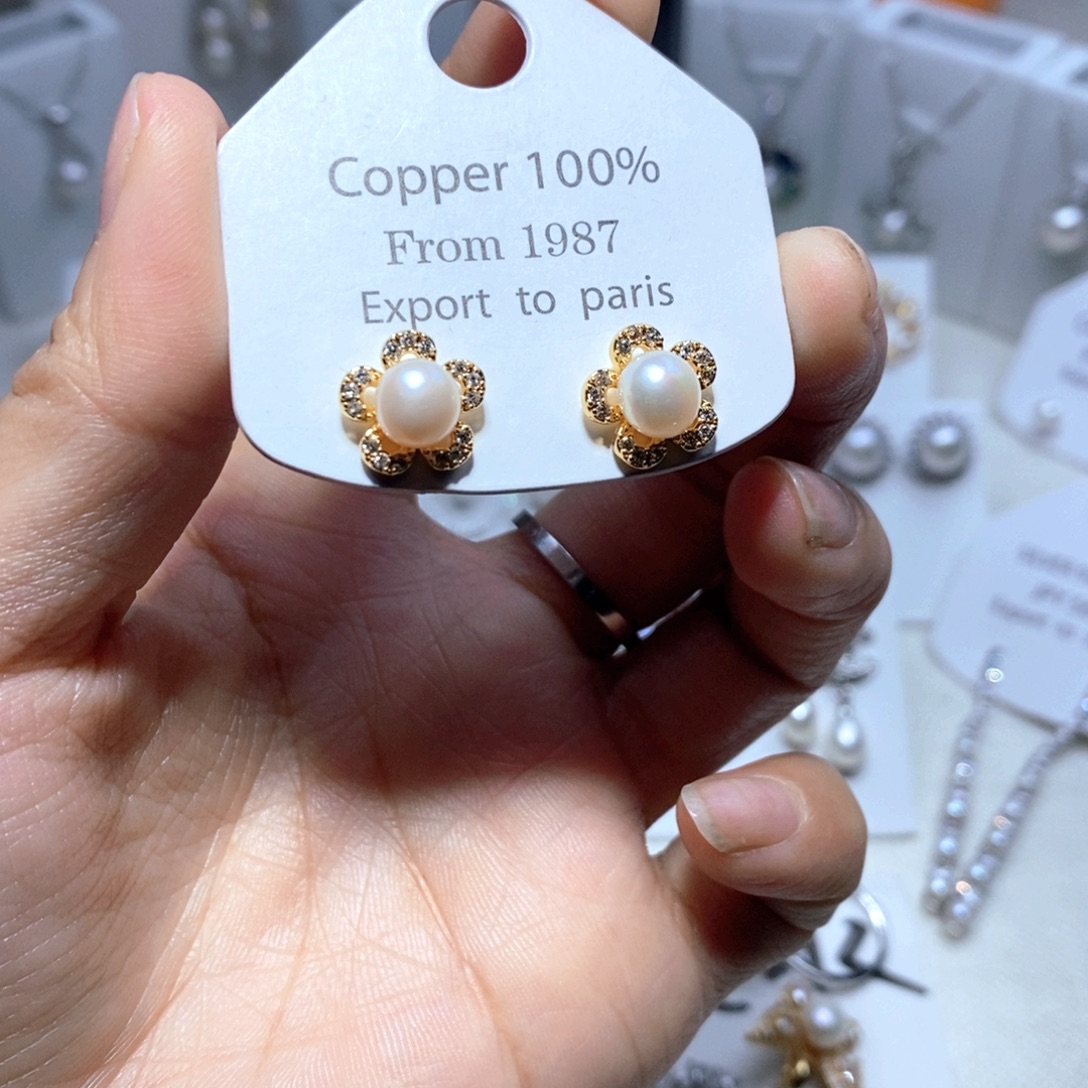 Copper 100%
From 1987
Export to paris